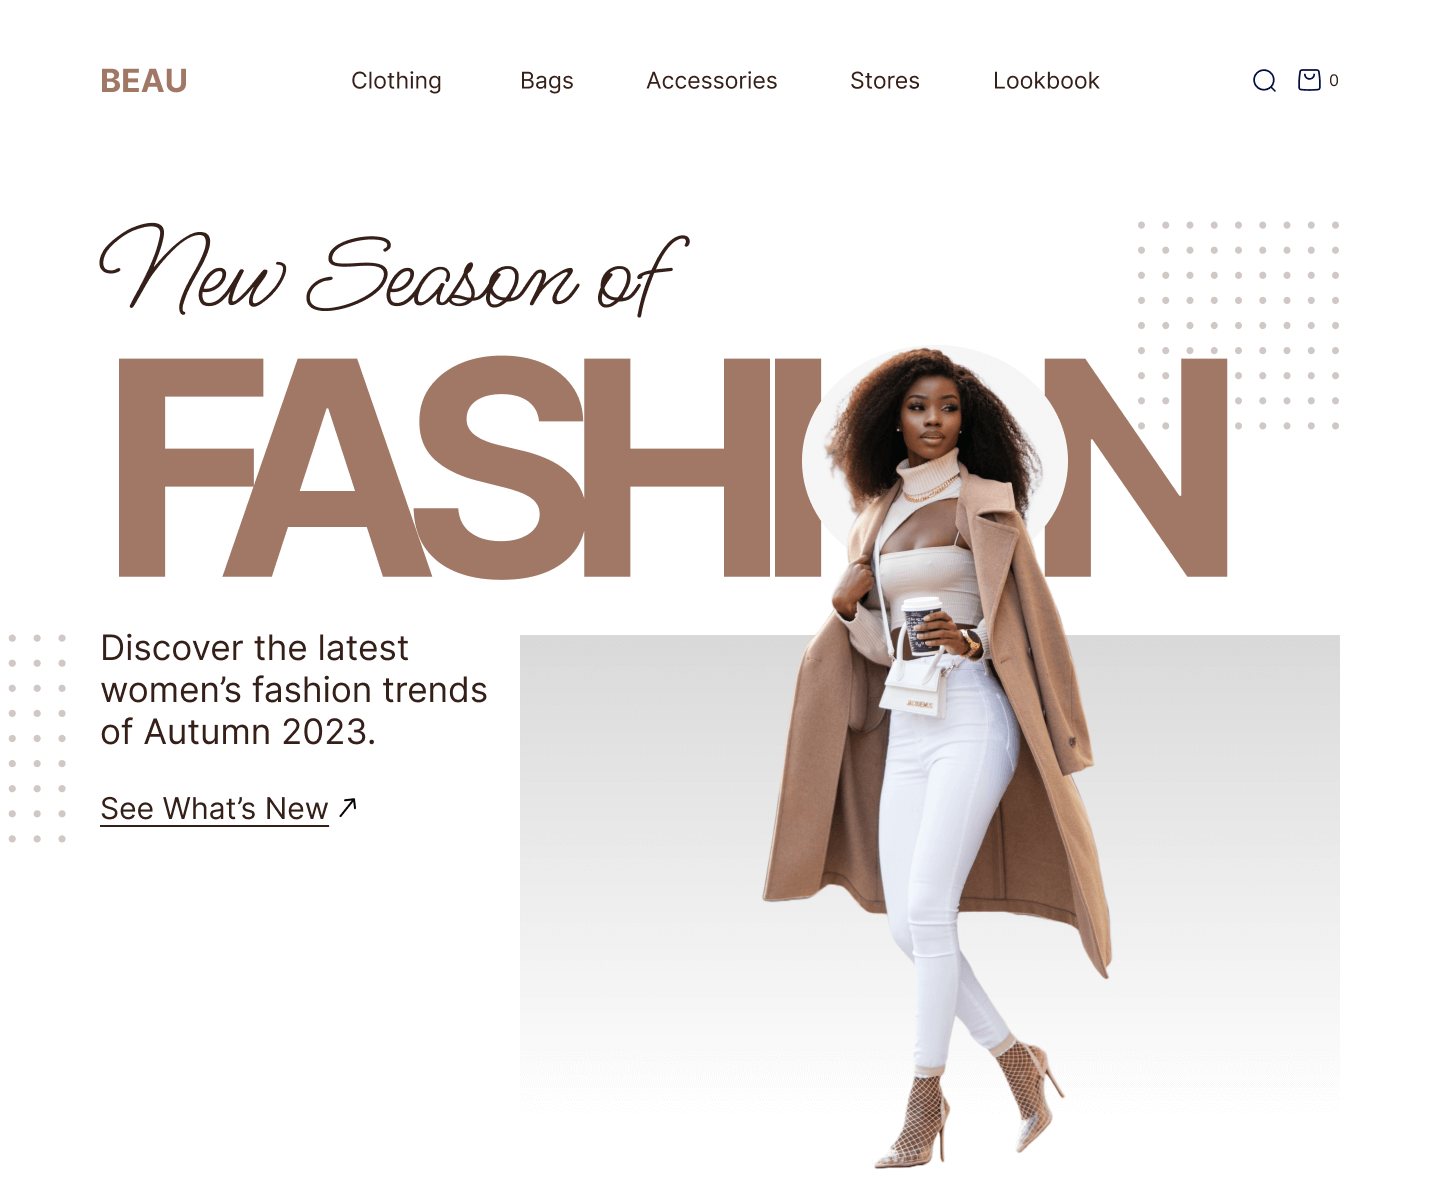 BEAU
Clothing Bags Accessories Stores Lookbook
0
New Season of
FASHION
Discover the latest
women’s fashion trends
of Autumn 2023.
See What’s New
JACQUEMUS